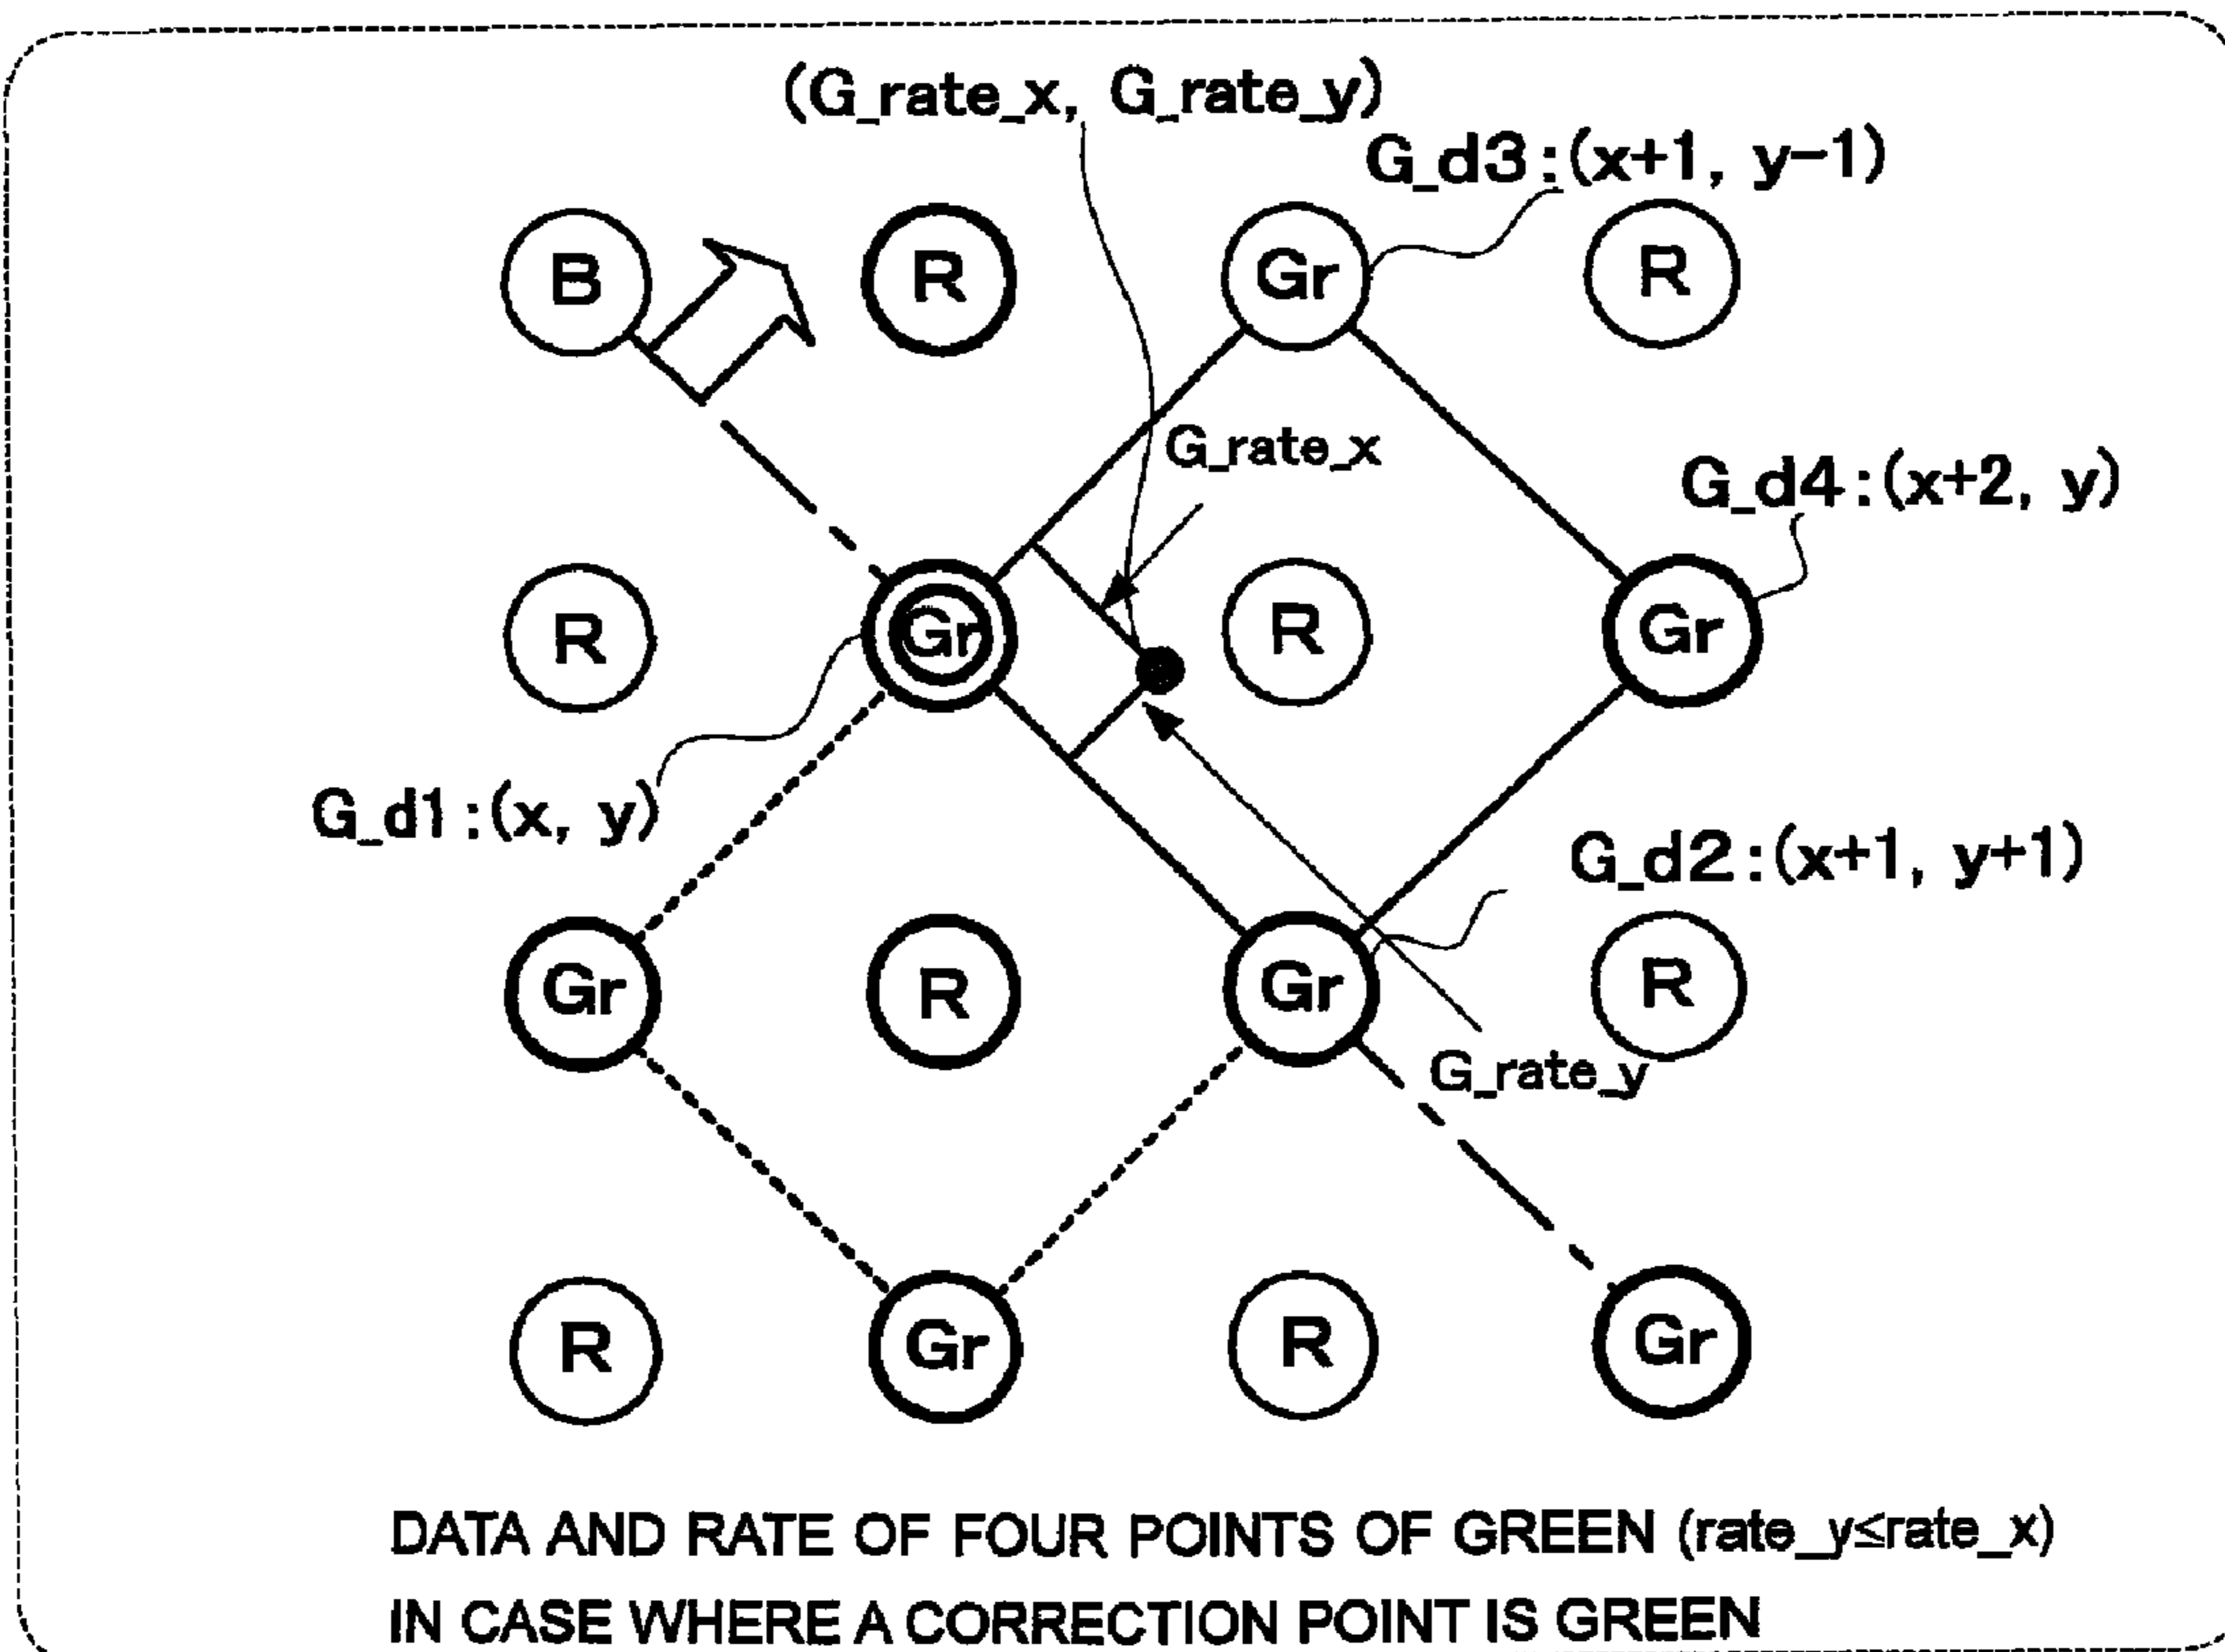 (G_rate_x, G_rate_y)
G_d3:(x+1, y-1)
B R Gr R
G_rate_x
G_d4:(x+2, y)
R Gr R Gr
G_d1:(x, y)
G_d2:(x+1, y+1)
Gr R Gr R
G_rate_y
R Gr R Gr
DATA AND RATE OF FOUR POINTS OF GREEN (rate_y≤rate_x)
IN CASE WHERE A CORRECTION POINT IS GREEN